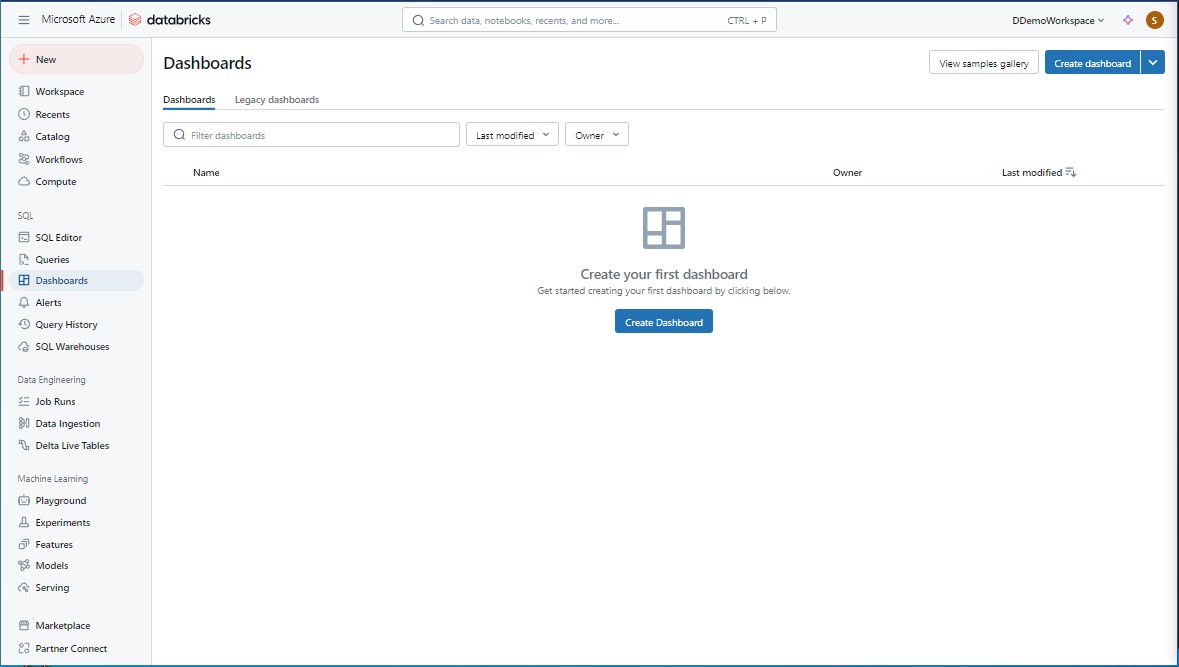 Microsoft Azure databricks
Search data, notebooks, recents, and more... CTRL + P
DDemoWorkspace S
New
Workspace
Recents
Catalog
Workflows
Compute
SQL
SQL Editor
Queries
Dashboards
Alerts
Query History
SQL Warehouses
Data Engineering
Job Runs
Data Ingestion
Delta Live Tables
Machine Learning
Playground
Experiments
Features
Models
Serving
Marketplace
Partner Connect
Dashboards
View samples gallery Create dashboard
Dashboards Legacy dashboards
Filter dashboards Last modified Owner
Name Owner Last modified
Create your first dashboard
Get started creating your first dashboard by clicking below.
Create Dashboard